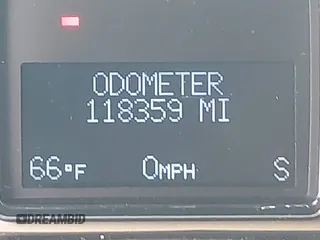 ODOMETER
118359 MI
66°F 0MPH S
DREAMBID